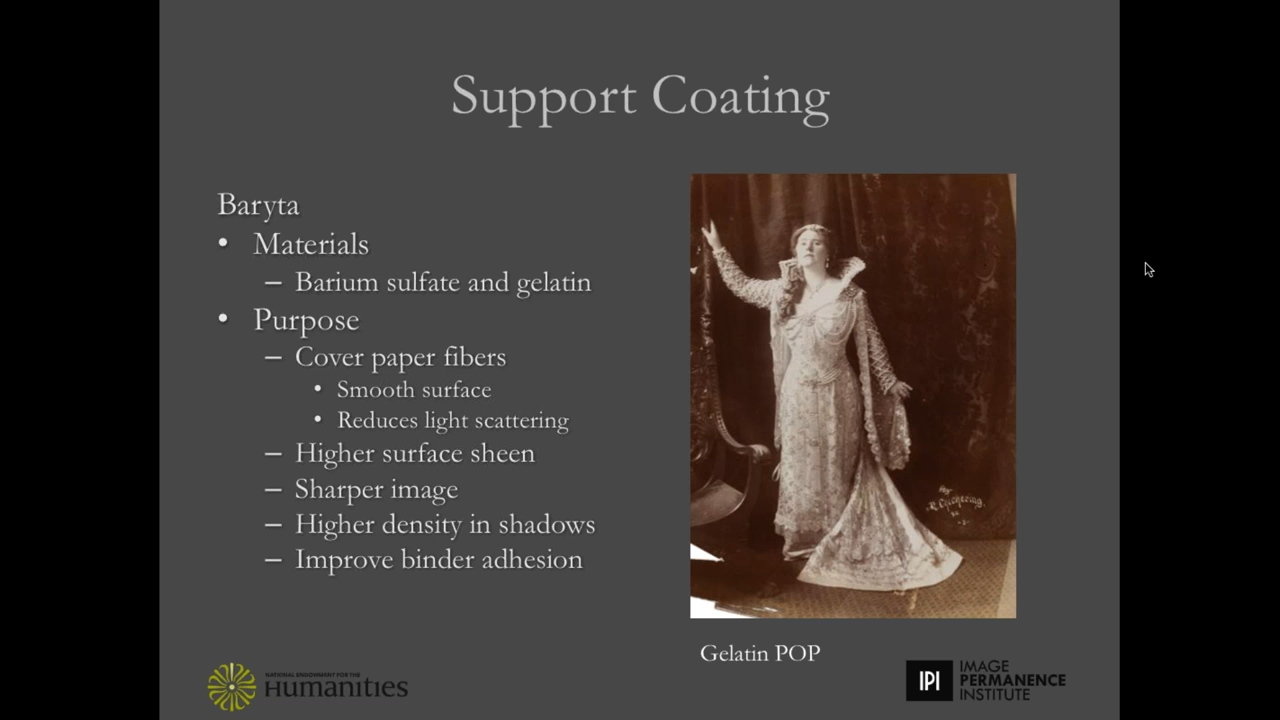 Support Coating
Baryta
• Materials
– Barium sulfate and gelatin
• Purpose
– Cover paper fibers
• Smooth surface
• Reduces light scattering
– Higher surface sheen
– Sharper image
– Higher density in shadows
– Improve binder adhesion
Gelatin POP
NATIONAL ENDOWMENT FOR THE
Humanities
IPI
IMAGE
PERMANENCE
INSTITUTE